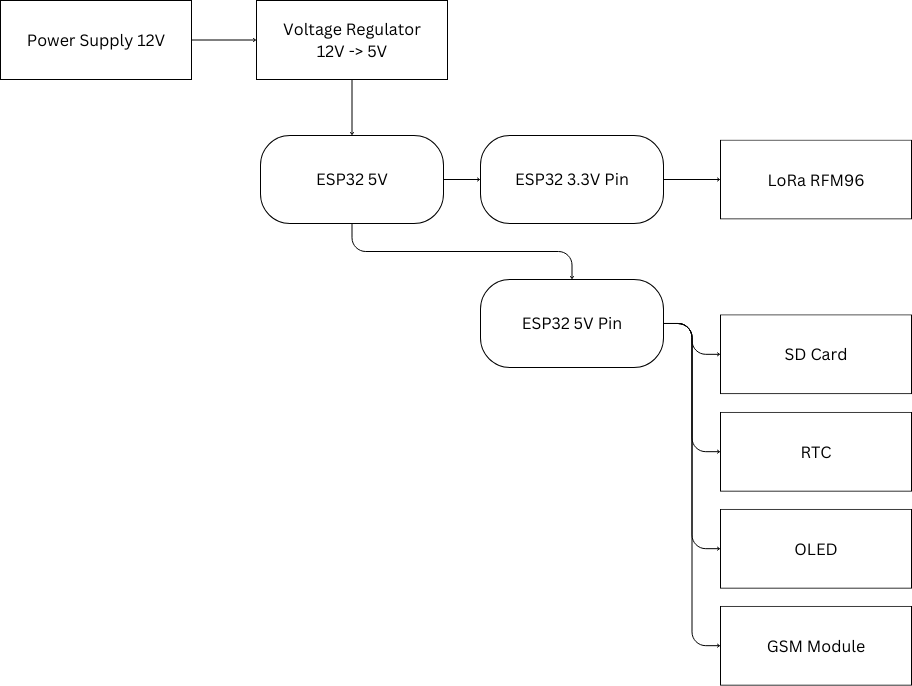 Power Supply 12V
Voltage Regulator
12V -> 5V
ESP32 5V
ESP32 3.3V Pin
LoRa RFM96
ESP32 5V Pin
SD Card
RTC
OLED
GSM Module